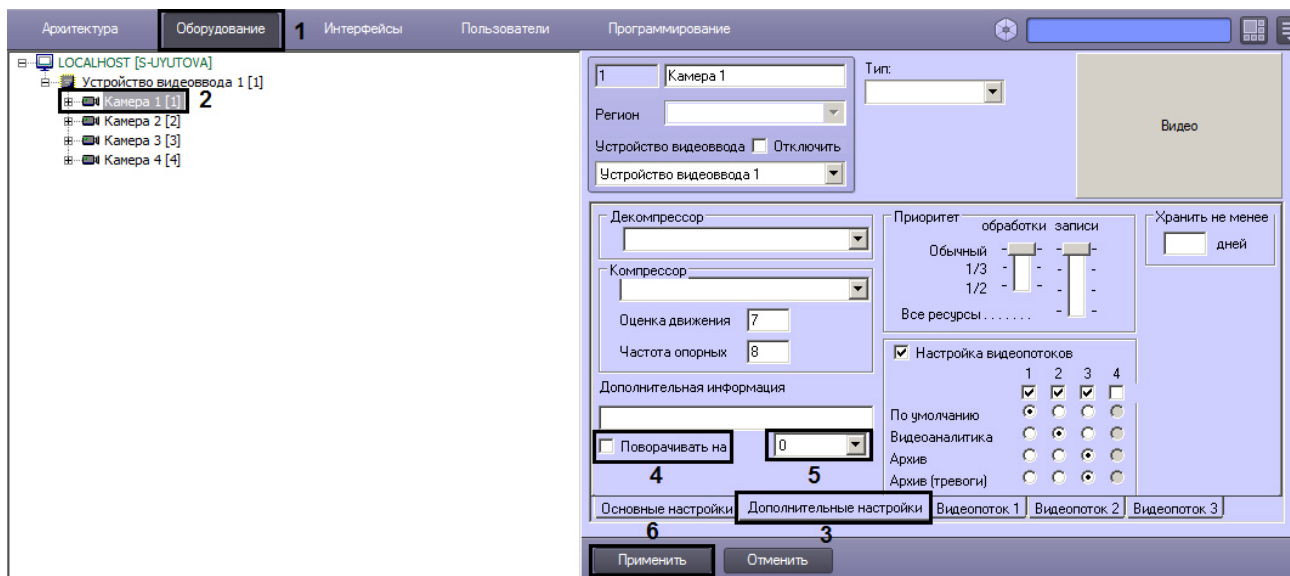 Архитектура Оборудование 1 Интерфейсы Пользователи Программирование
LOCALHOST [S-UYUTOVA]
Устройство видеоввода 1 [1]
Камера 1 [1] 2
Камера 2 [2]
Камера 3 [3]
Камера 4 [4]
1 Камера 1
Тип:
Регион
Устройство видеоввода Отключить
Устройство видеоввода 1
Видео
Декомпрессор
Компрессор
Оценка движения 7
Частота опорных 8
Дополнительная информация
Поворачивать на 0
4 5
Приоритет
обработки записи
Обычный
1/3
1/2
Все ресурсы . . . . . . .
Хранить не менее
дней
Настройка видеопотоков
1 2 3 4
По умолчанию
Видеоаналитика
Архив
Архив (тревоги)
Основные настройки Дополнительные настройки Видеопоток 1 Видеопоток 2 Видеопоток 3
6 3
Применить Отменить